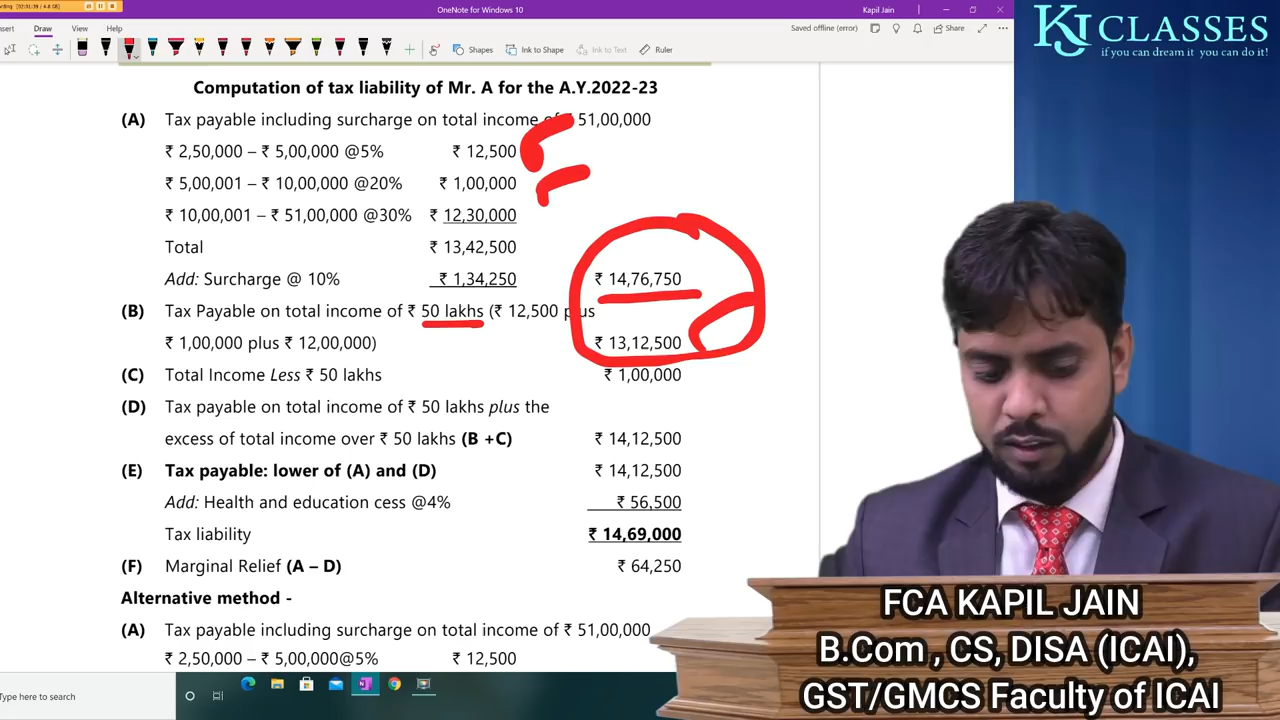 OneNote for Windows 10
Kapil Jain
Draw View Help
Saved offline (error)
Share
Shapes
Ink to Shape
Ink to Text
Ruler
KJ CLASSES
if you can dream it you can do it!
Computation of tax liability of Mr. A for the A.Y.2022-23
(A) Tax payable including surcharge on total income of ₹ 51,00,000
₹ 2,50,000 – ₹ 5,00,000 @5% ₹ 12,500
₹ 5,00,001 – ₹ 10,00,000 @20% ₹ 1,00,000
₹ 10,00,001 – ₹ 51,00,000 @30% ₹ 12,30,000
Total ₹ 13,42,500
Add: Surcharge @ 10% ₹ 1,34,250 ₹ 14,76,750
(B) Tax Payable on total income of ₹ 50 lakhs (₹ 12,500 plus
₹ 1,00,000 plus ₹ 12,00,000) ₹ 13,12,500
(C) Total Income Less ₹ 50 lakhs ₹ 1,00,000
(D) Tax payable on total income of ₹ 50 lakhs plus the
excess of total income over ₹ 50 lakhs (B +C) ₹ 14,12,500
(E) Tax payable: lower of (A) and (D) ₹ 14,12,500
Add: Health and education cess @4% ₹ 56,500
Tax liability ₹ 14,69,000
(F) Marginal Relief (A – D) ₹ 64,250
Alternative method -
(A) Tax payable including surcharge on total income of ₹ 51,00,000
₹ 2,50,000 – ₹ 5,00,000@5% ₹ 12,500
FCA KAPIL JAIN
B.Com , CS, DISA (ICAI),
GST/GMCS Faculty of ICAI
ype here to search